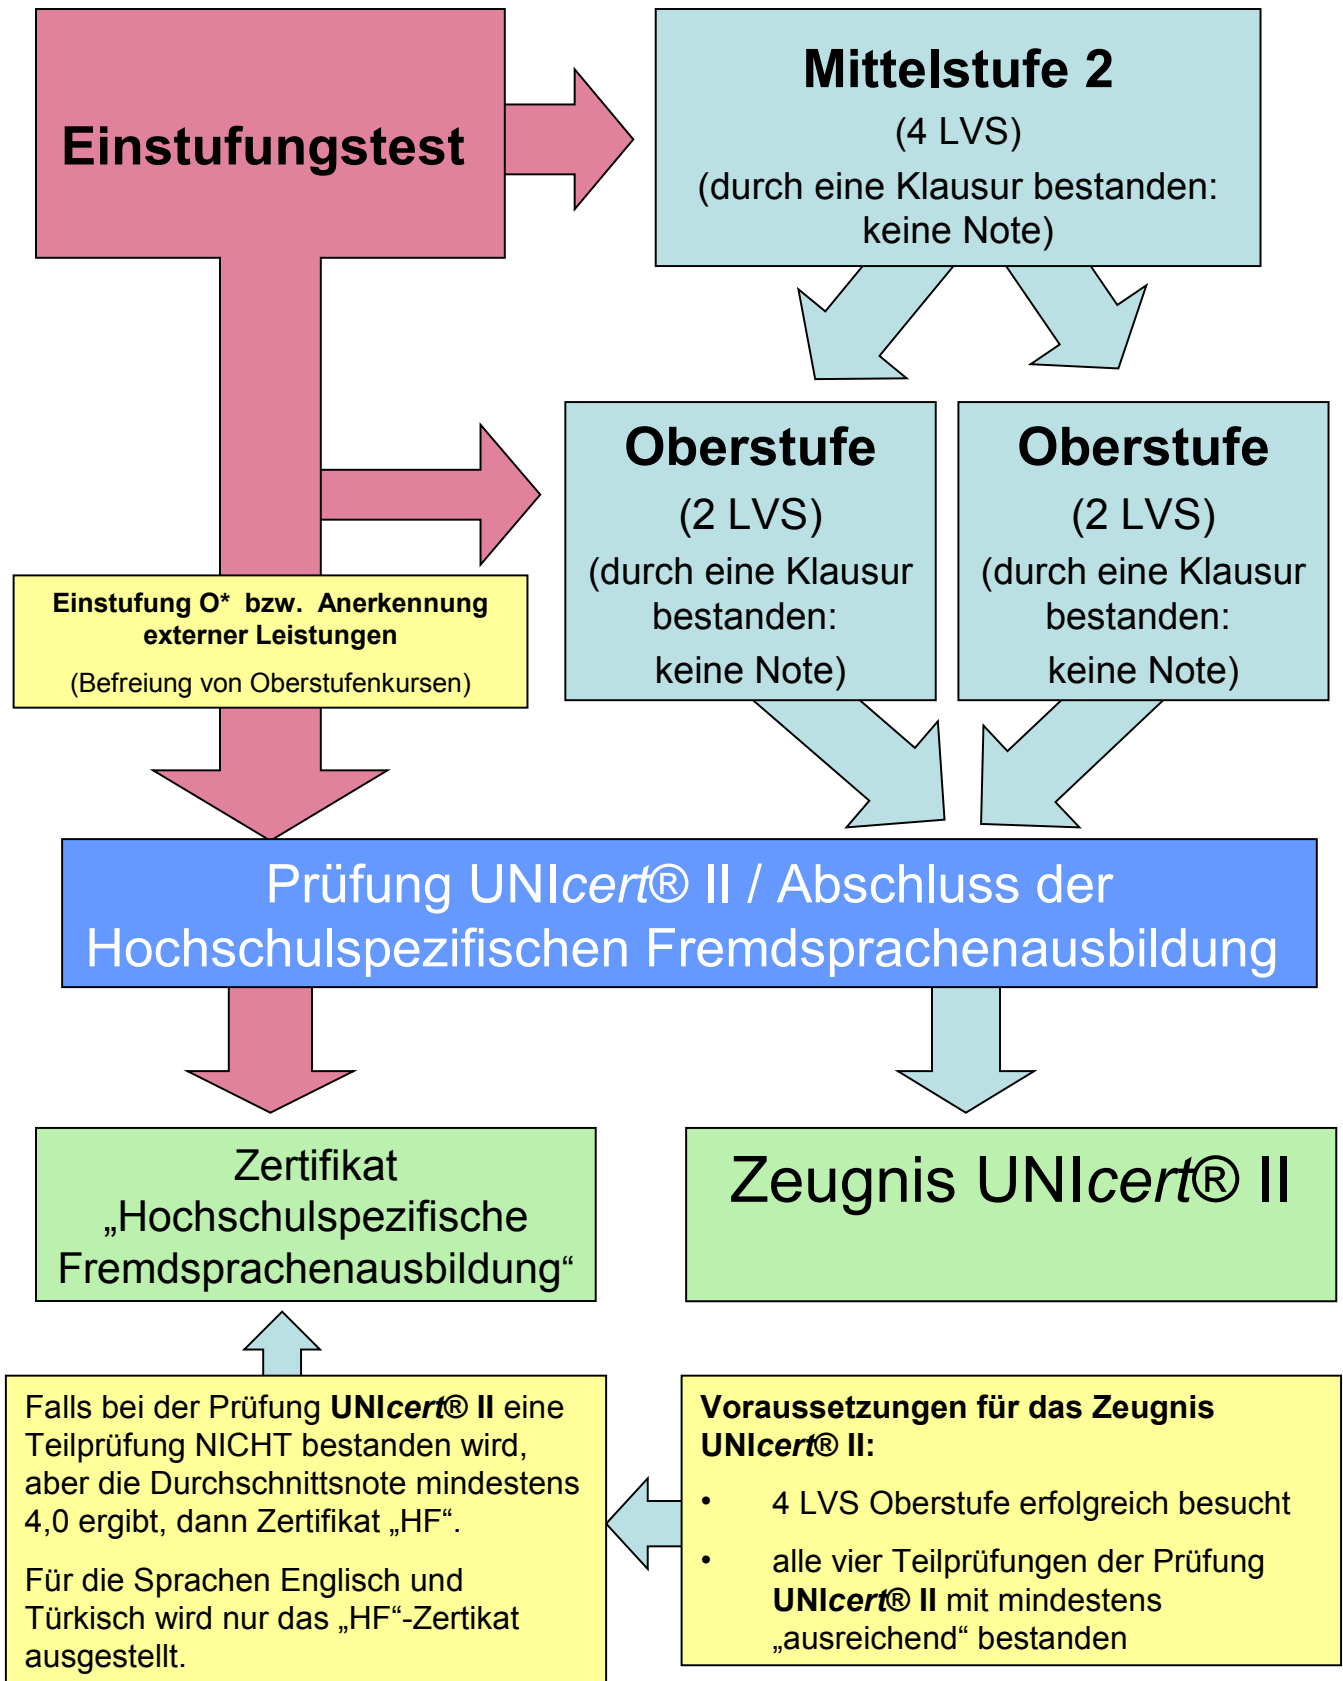 Einstufungstest
Mittelstufe 2
(4 LVS)
(durch eine Klausur bestanden:
keine Note)
Oberstufe
(2 LVS)
(durch eine Klausur
bestanden:
keine Note)
Oberstufe
(2 LVS)
(durch eine Klausur
bestanden:
keine Note)
Einstufung O* bzw. Anerkennung
externer Leistungen
(Befreiung von Oberstufenkursen)
Prüfung UNIcert® II / Abschluss der
Hochschulspezifischen Fremdsprachenausbildung
Zertifikat
„Hochschulspezifische
Fremdsprachenausbildung“
Zeugnis UNIcert® II
Falls bei der Prüfung UNIcert® II eine
Teilprüfung NICHT bestanden wird,
aber die Durchschnittsnote mindestens
4,0 ergibt, dann Zertifikat „HF“.
Für die Sprachen Englisch und
Türkisch wird nur das „HF“-Zertikat
ausgestellt.
Voraussetzungen für das Zeugnis
UNIcert® II:
• 4 LVS Oberstufe erfolgreich besucht
• alle vier Teilprüfungen der Prüfung
UNIcert® II mit mindestens
„ausreichend“ bestanden